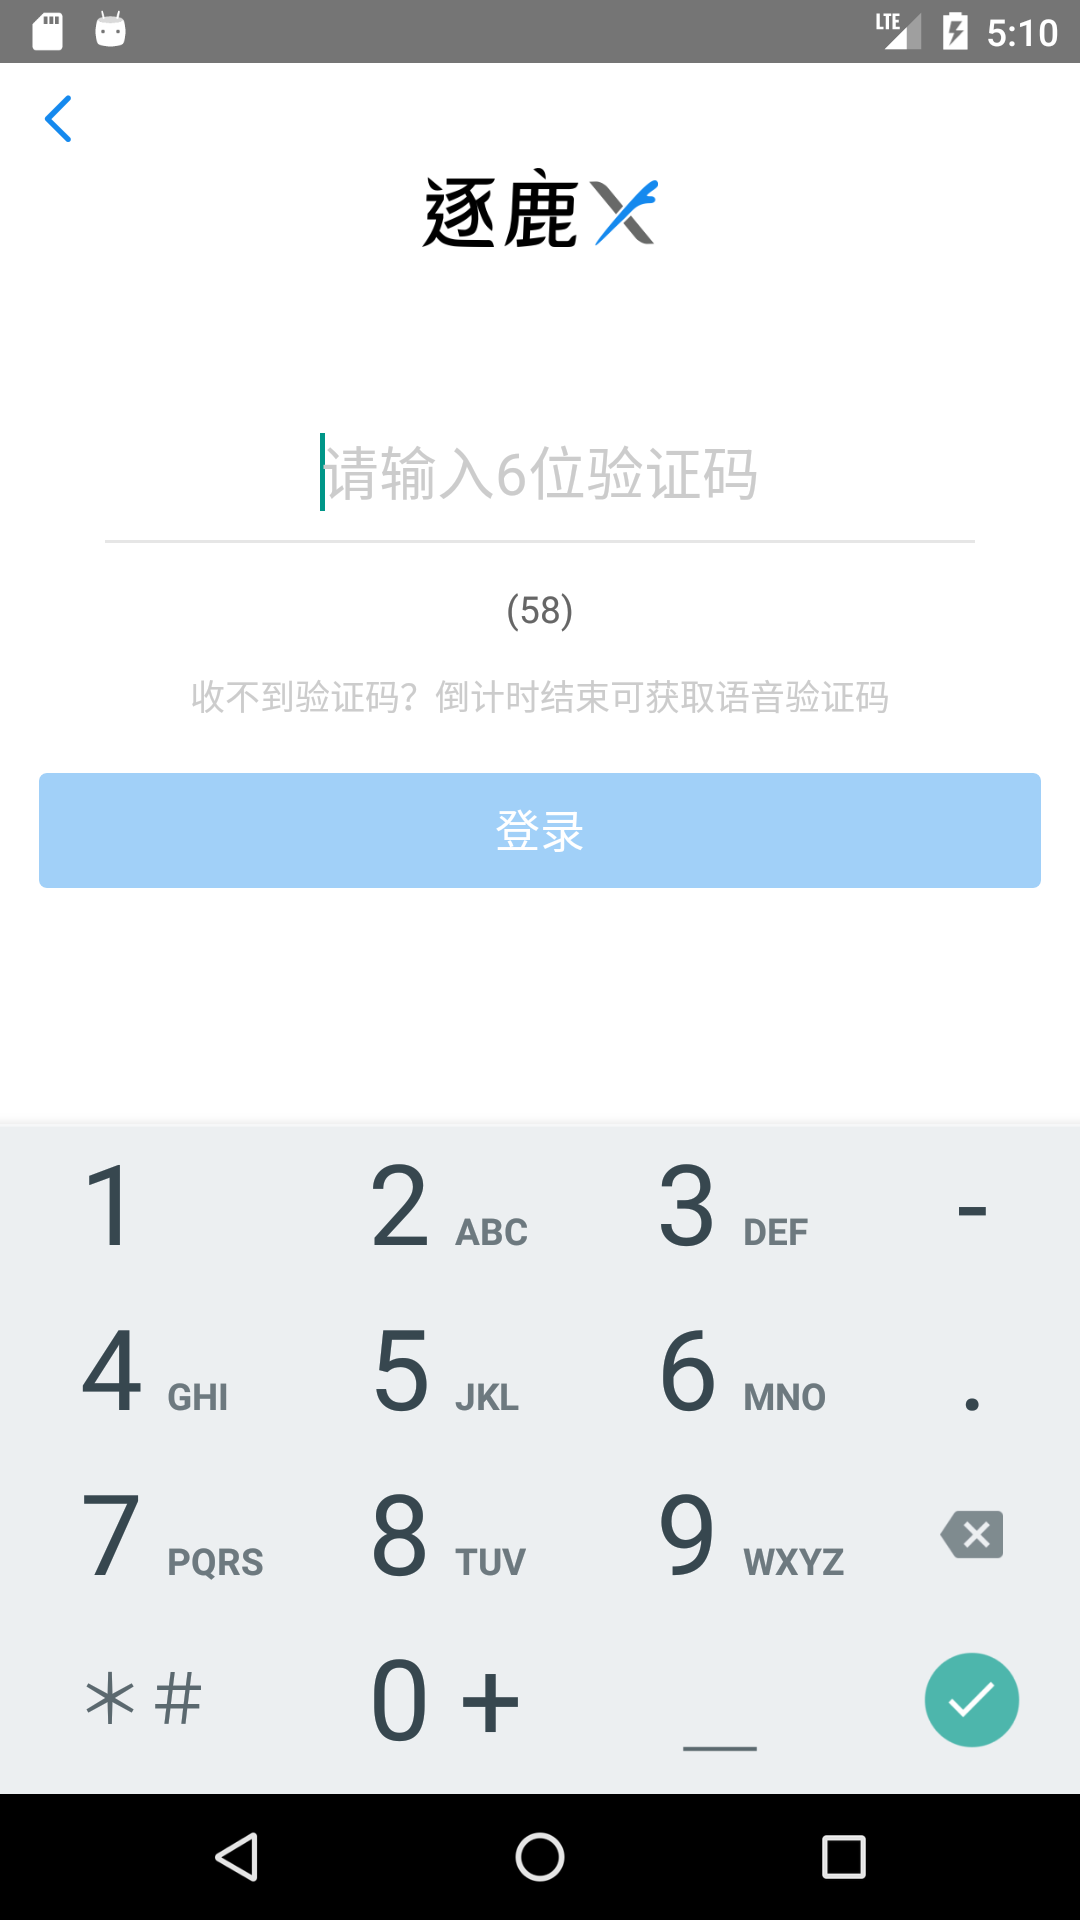 LTE 5:10
逐鹿X
请输入6位验证码
(58)
收不到验证码？倒计时结束可获取语音验证码
登录
1 2 ABC 3 DEF -
4 GHI 5 JKL 6 MNO .
7 PQRS 8 TUV 9 WXYZ
*# 0 + _